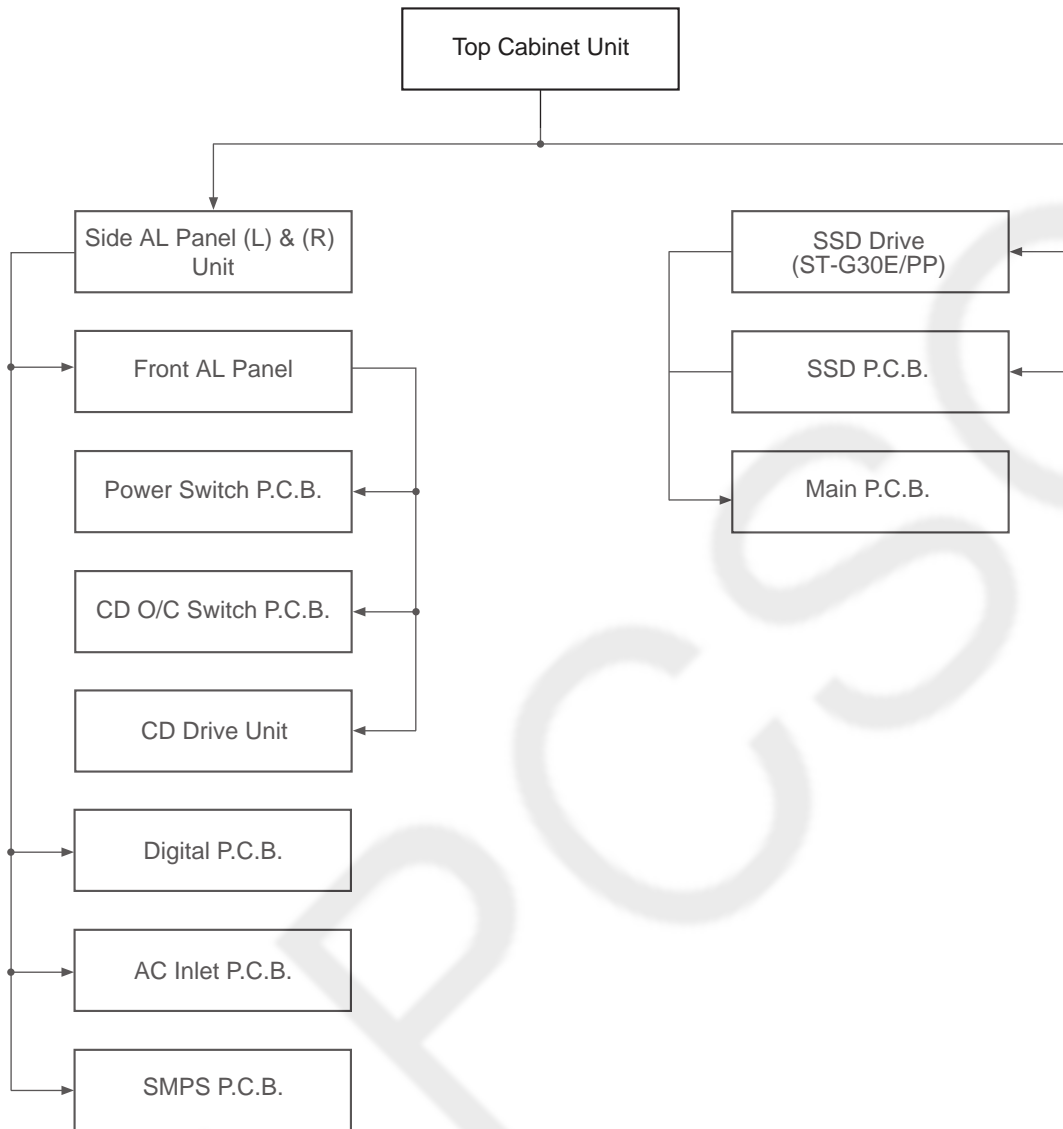 Top Cabinet Unit
Side AL Panel (L) & (R)
Unit
Front AL Panel
Power Switch P.C.B.
CD O/C Switch P.C.B.
CD Drive Unit
Digital P.C.B.
AC Inlet P.C.B.
SMPS P.C.B.
SSD Drive
(ST-G30E/PP)
SSD P.C.B.
Main P.C.B.
PCSC